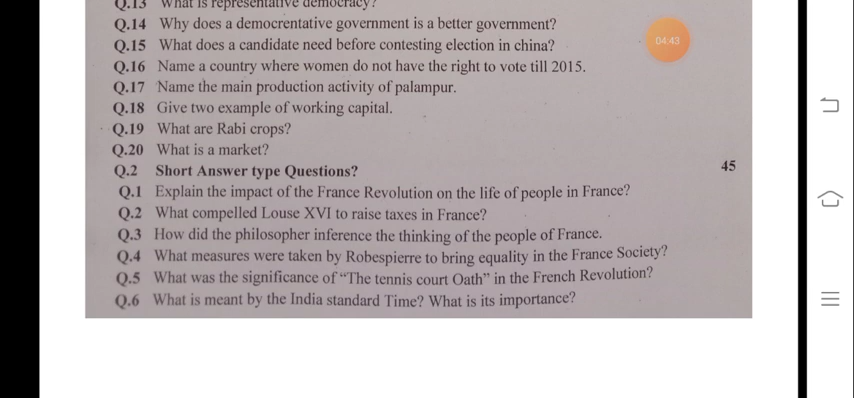 Q.13 What is representative democracy?
Q.14 Why does a democrentative government is a better government?
04:43
Q.15 What does a candidate need before contesting election in china?
Q.16 Name a country where women do not have the right to vote till 2015.
Q.17 Name the main production activity of palampur.
Q.18 Give two example of working capital.
Q.19 What are Rabi crops?
Q.20 What is a market?
Q.2 Short Answer type Questions? 45
Q.1 Explain the impact of the France Revolution on the life of people in France?
Q.2 What compelled Louse XVI to raise taxes in France?
Q.3 How did the philosopher inference the thinking of the people of France.
Q.4 What measures were taken by Robespierre to bring equality in the France Society?
Q.5 What was the significance of “The tennis court Oath” in the French Revolution?
Q.6 What is meant by the India standard Time? What is its importance?